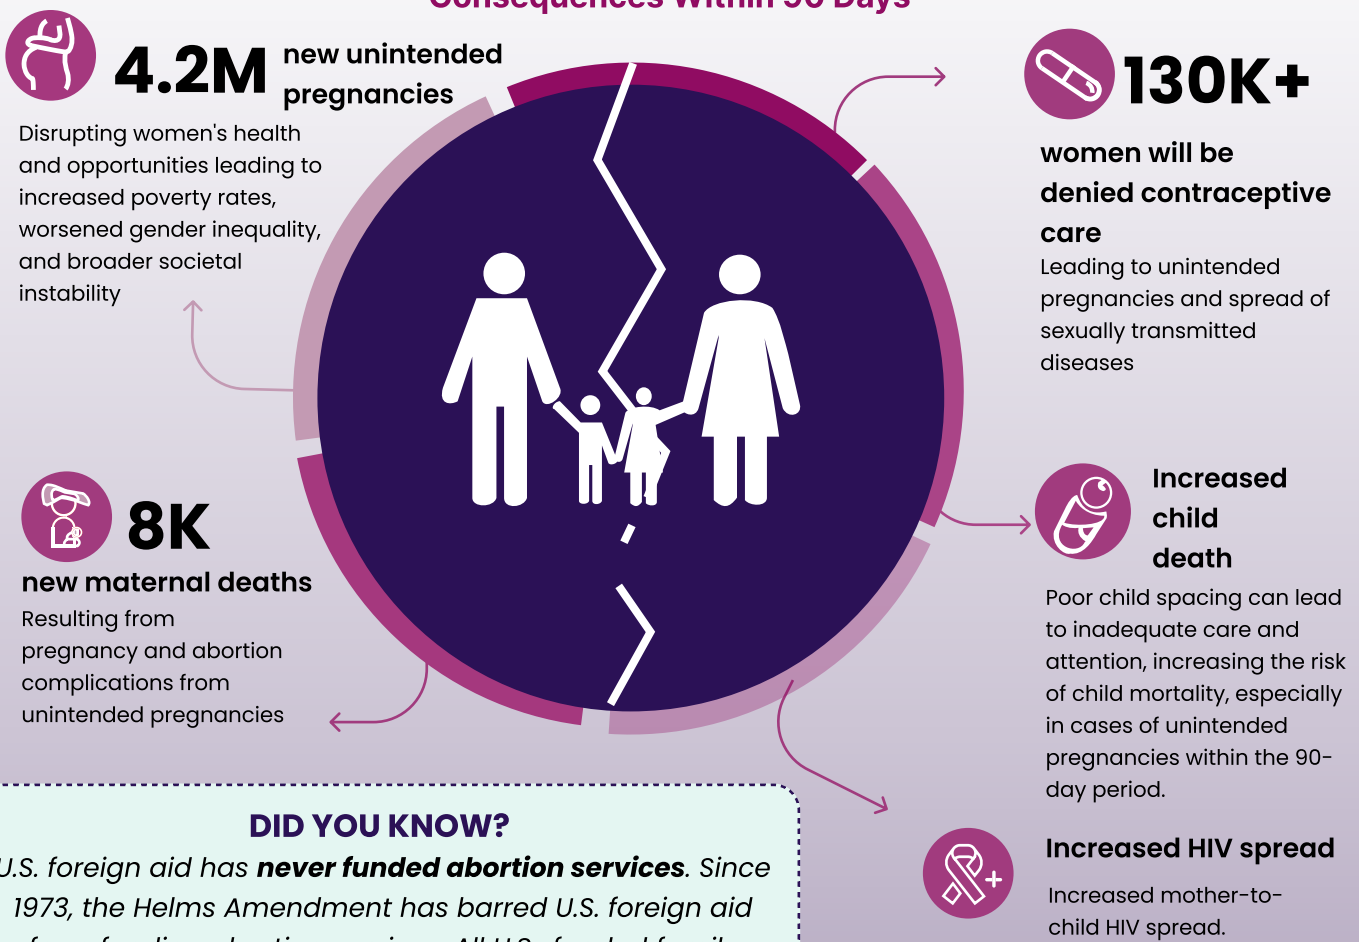 Consequences Within 90 Days
4.2M
new unintended
pregnancies
Disrupting women's health
and opportunities leading to
increased poverty rates,
worsened gender inequality,
and broader societal
instability
130K+
women will be
denied contraceptive
care
Leading to unintended
pregnancies and spread of
sexually transmitted
diseases
8K
new maternal deaths
Resulting from
pregnancy and abortion
complications from
unintended pregnancies
Increased
child
death
Poor child spacing can lead
to inadequate care and
attention, increasing the risk
of child mortality, especially
in cases of unintended
pregnancies within the 90-
day period.
Increased HIV spread
Increased mother-to-
child HIV spread.
DID YOU KNOW?
U.S. foreign aid has never funded abortion services. Since
1973, the Helms Amendment has barred U.S. foreign aid